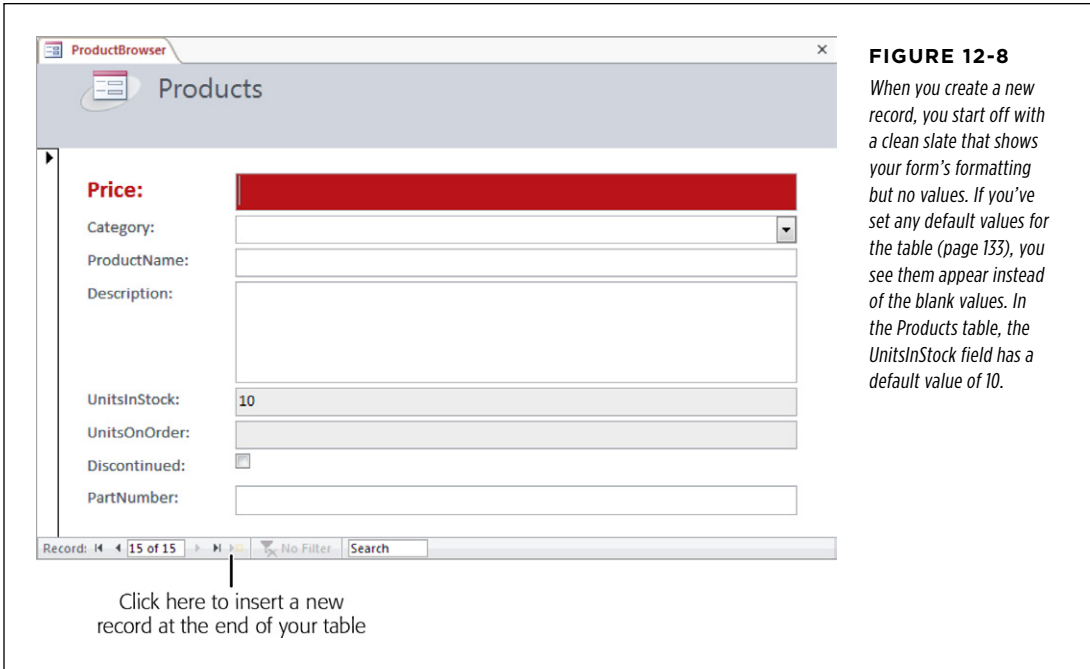 ProductBrowser
Products
Price:
Category:
ProductName:
Description:
UnitsInStock:
10
UnitsOnOrder:
Discontinued:
PartNumber:
Record: 15 of 15 No Filter Search
Click here to insert a new
record at the end of your table
FIGURE 12-8
When you create a new
record, you start off with
a clean slate that shows
your form’s formatting
but no values. If you’ve
set any default values for
the table (page 133), you
see them appear instead
of the blank values. In
the Products table, the
UnitsInStock field has a
default value of 10.